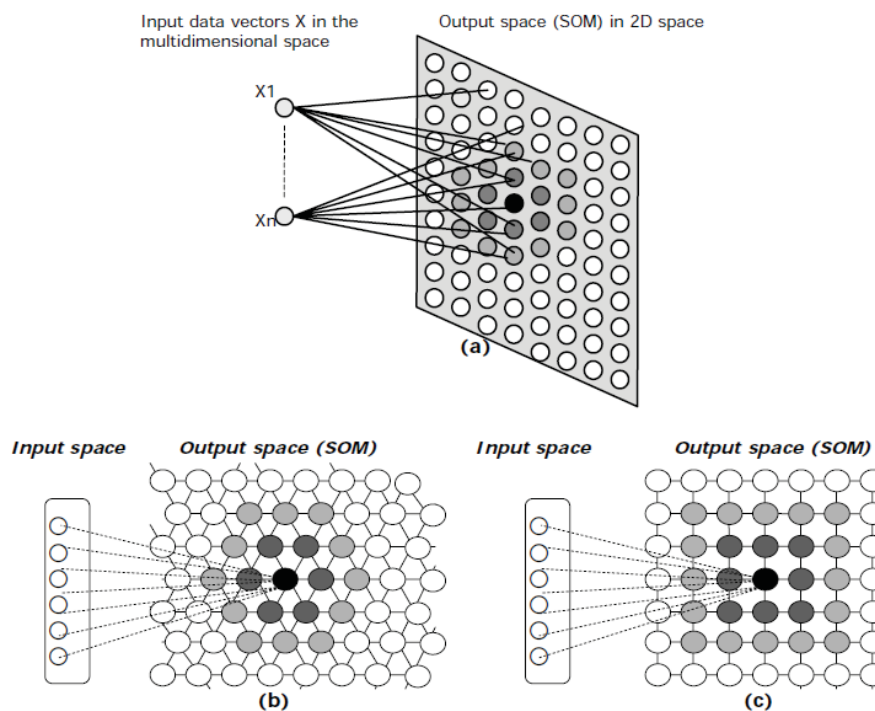 Input data vectors X in the
multidimensional space
Output space (SOM) in 2D space
X1
Xn
(a)
Input space
Output space (SOM)
Input space
Output space (SOM)
(b)
(c)